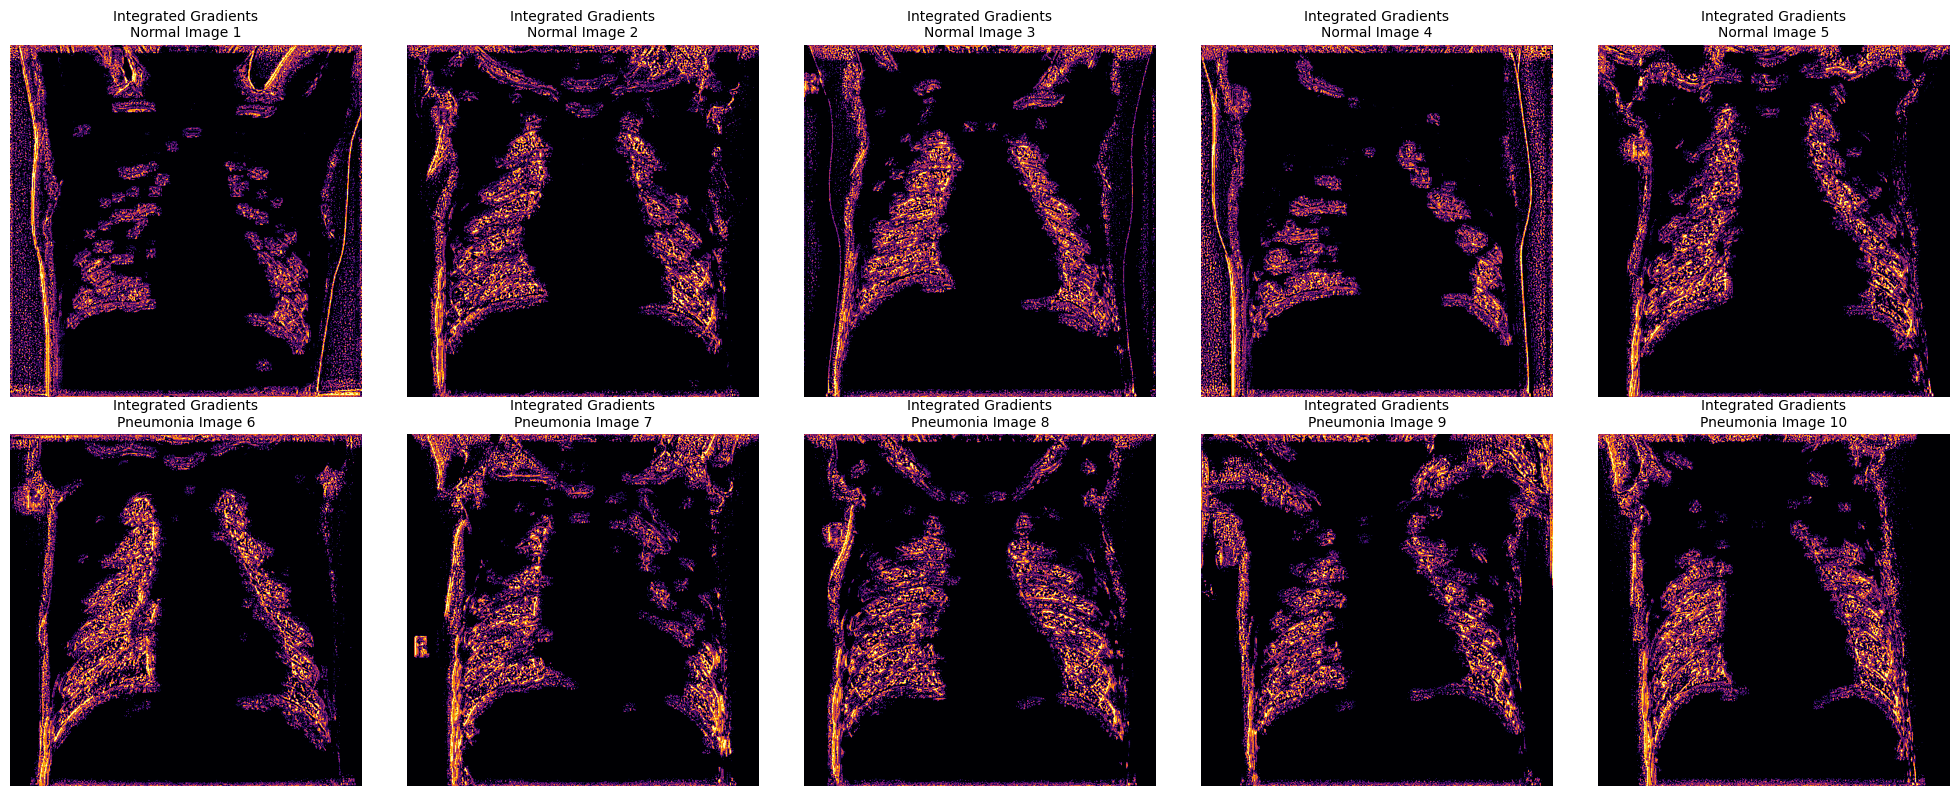 Integrated Gradients
Normal Image 1
Integrated Gradients
Normal Image 2
Integrated Gradients
Normal Image 3
Integrated Gradients
Normal Image 4
Integrated Gradients
Normal Image 5
Integrated Gradients
Pneumonia Image 6
Integrated Gradients
Pneumonia Image 7
Integrated Gradients
Pneumonia Image 8
Integrated Gradients
Pneumonia Image 9
Integrated Gradients
Pneumonia Image 10